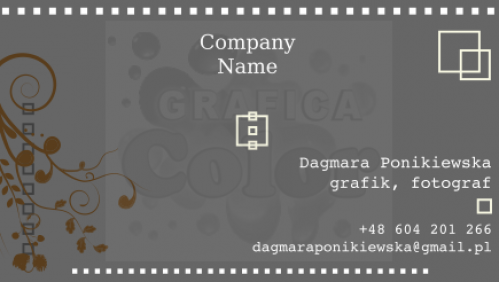 Company
Name
GRAFICA
Color
Dagmara Ponikiewska
grafik, fotograf
+48 604 201 266
dagmaraponikiewska@gmail.pl